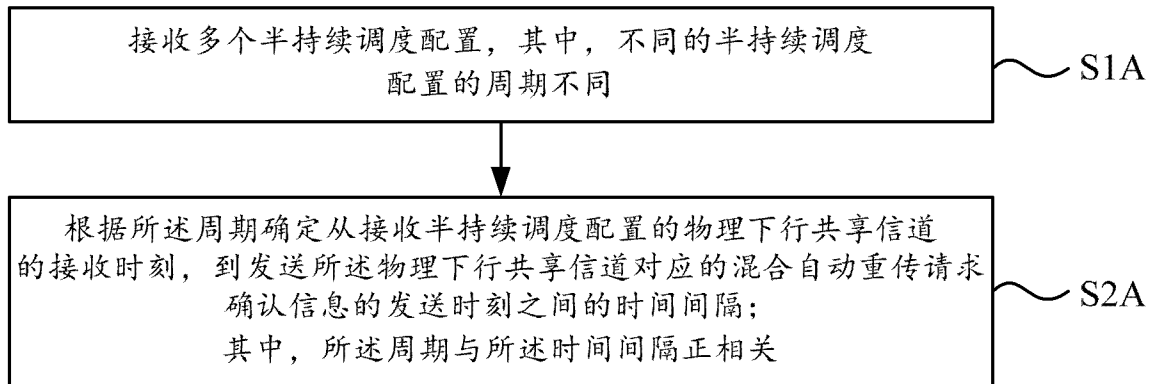 接收多个半持续调度配置，其中，不同的半持续调度
配置的周期不同
S1A
根据所述周期确定从接收半持续调度配置的物理下行共享信道
的接收时刻，到发送所述物理下行共享信道对应的混合自动重传请求
确认信息的发送时刻之间的时间间隔；
其中，所述周期与所述时间间隔正相关
S2A